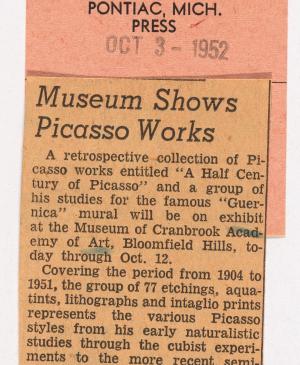 PONTIAC, MICH.
PRESS
OCT 3 - 1952
Museum Shows
Picasso Works
A retrospective collection of Pi-
casso works entitled "A Half Cen-
tury of Picasso" and a group of
his studies for the famous "Guer-
nica" mural will be on exhibit
at the Museum of Cranbrook Acad-
emy of Art, Bloomfield Hills, to-
day through Oct. 12.
Covering the period from 1904 to
1951, the group of 77 etchings, aqua-
tints, lithographs and intaglio prints
represents the various Picasso
styles from his early naturalistic
studies through the cubist experi-
ments to the more recent semi-